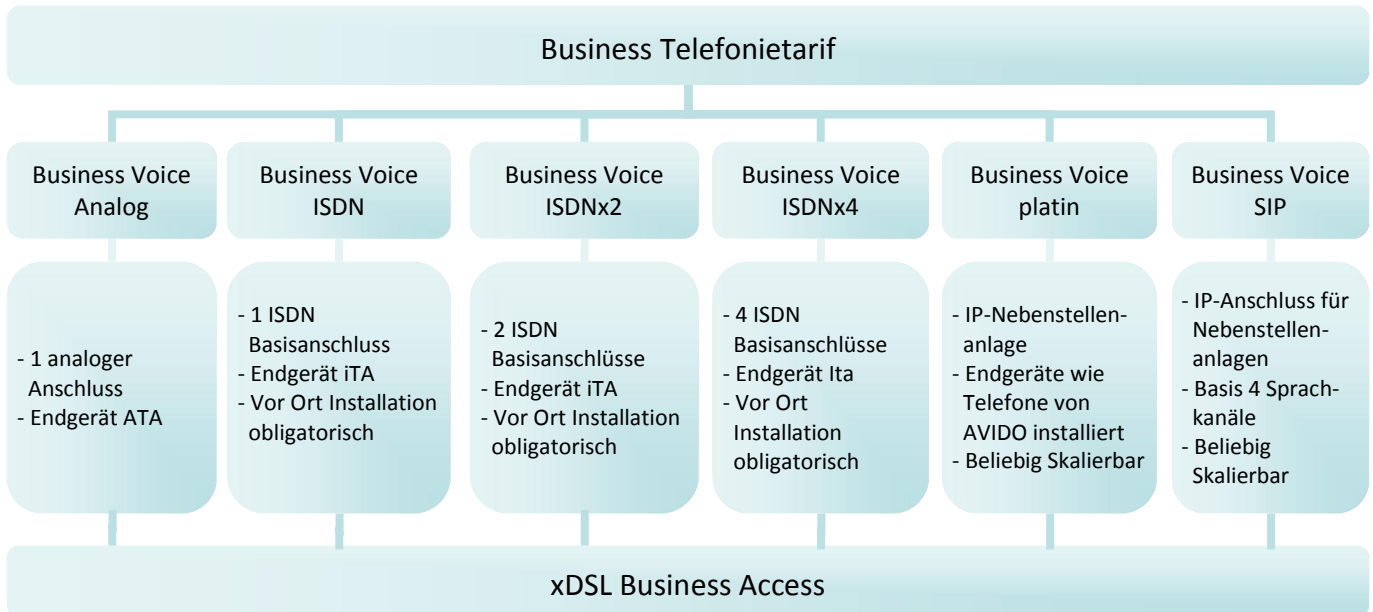 Business Telefonietarif
Business Voice
Analog
Business Voice
ISDN
Business Voice
ISDNx2
Business Voice
ISDNx4
Business Voice
platin
Business Voice
SIP
- 1 analoger
Anschluss
- Endgerät ATA
- 1 ISDN
Basisanschluss
- Endgerät iTA
- Vor Ort Installation
obligatorisch
- 2 ISDN
Basisanschlüsse
- Endgerät iTA
- Vor Ort Installation
obligatorisch
- 4 ISDN
Basisanschlüsse
- Endgerät Ita
- Vor Ort
Installation
obligatorisch
- IP-Nebenstellen-
anlage
- Endgeräte wie
Telefone von
AVIDO installiert
- Beliebig Skalierbar
- IP-Anschluss für
Nebenstellen-
anlagen
- Basis 4 Sprach-
kanäle
- Beliebig
Skalierbar
xDSL Business Access